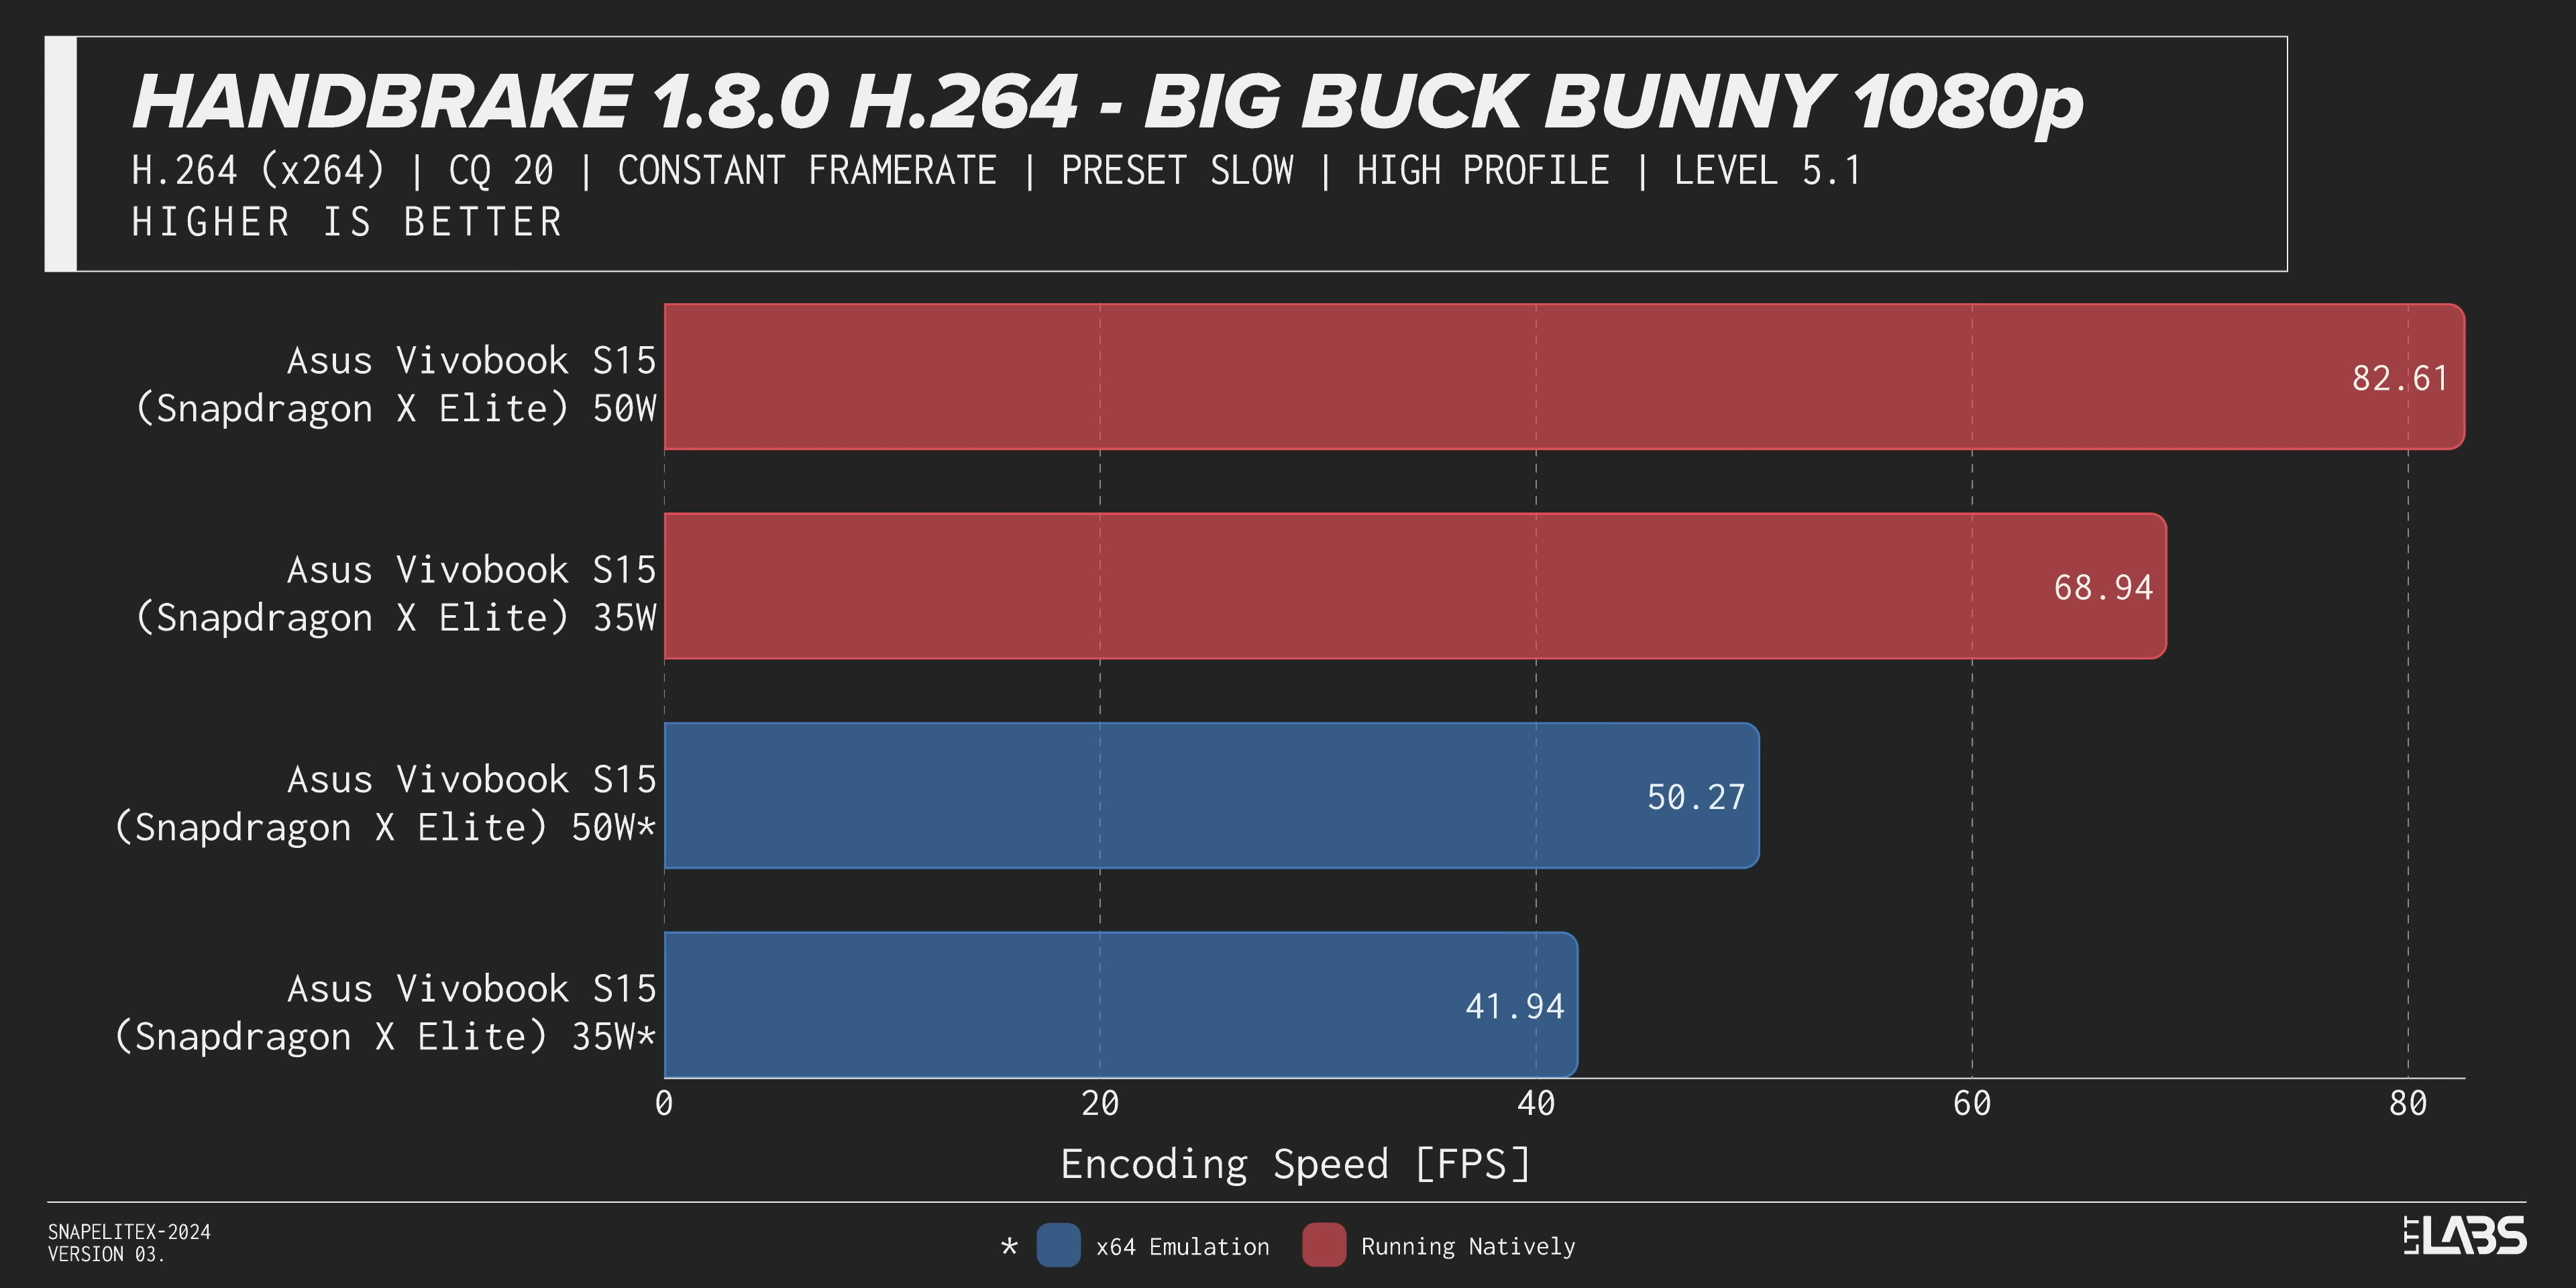 HANDBRAKE 1.8.0 H.264 - BIG BUCK BUNNY 1080p
H.264 (x264) | CQ 20 | CONSTANT FRAMERATE | PRESET SLOW | HIGH PROFILE | LEVEL 5.1
HIGHER IS BETTER
Asus Vivobook S15
(Snapdragon X Elite) 50W
82.61
Asus Vivobook S15
(Snapdragon X Elite) 35W
68.94
Asus Vivobook S15
(Snapdragon X Elite) 50W*
50.27
Asus Vivobook S15
(Snapdragon X Elite) 35W*
41.94
0 20 40 60 80
Encoding Speed [FPS]
SNAPELITEX-2024
VERSION 03.
* x64 Emulation Running Natively
LTT LABS